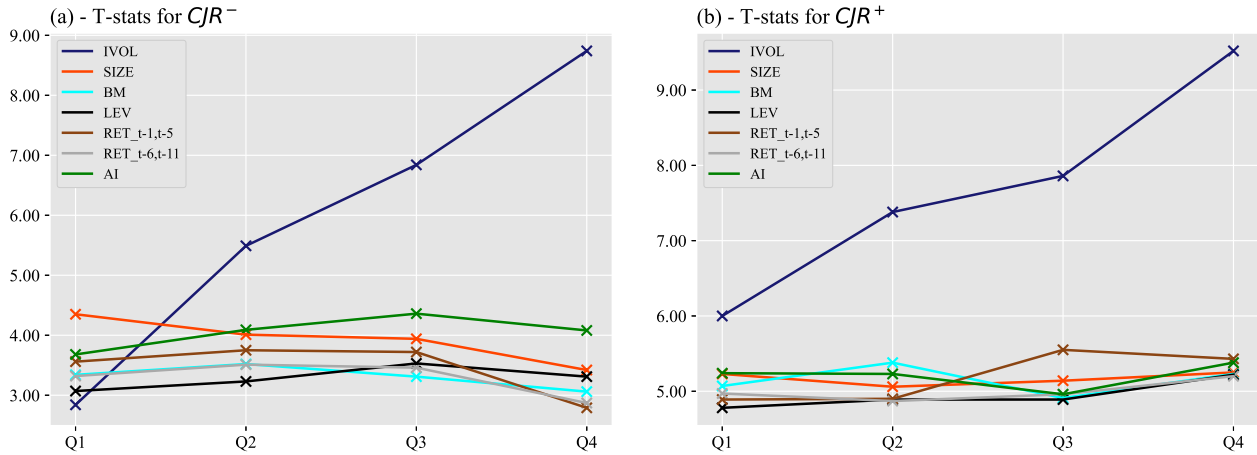 (a) - T-stats for CJR−
9.00
8.00
7.00
6.00
5.00
4.00
3.00
IVOL
SIZE
BM
LEV
RET_t-1,t-5
RET_t-6,t-11
AI
Q1
Q2
Q3
Q4
(b) - T-stats for CJR+
9.00
8.00
7.00
6.00
5.00
IVOL
SIZE
BM
LEV
RET_t-1,t-5
RET_t-6,t-11
AI
Q1
Q2
Q3
Q4